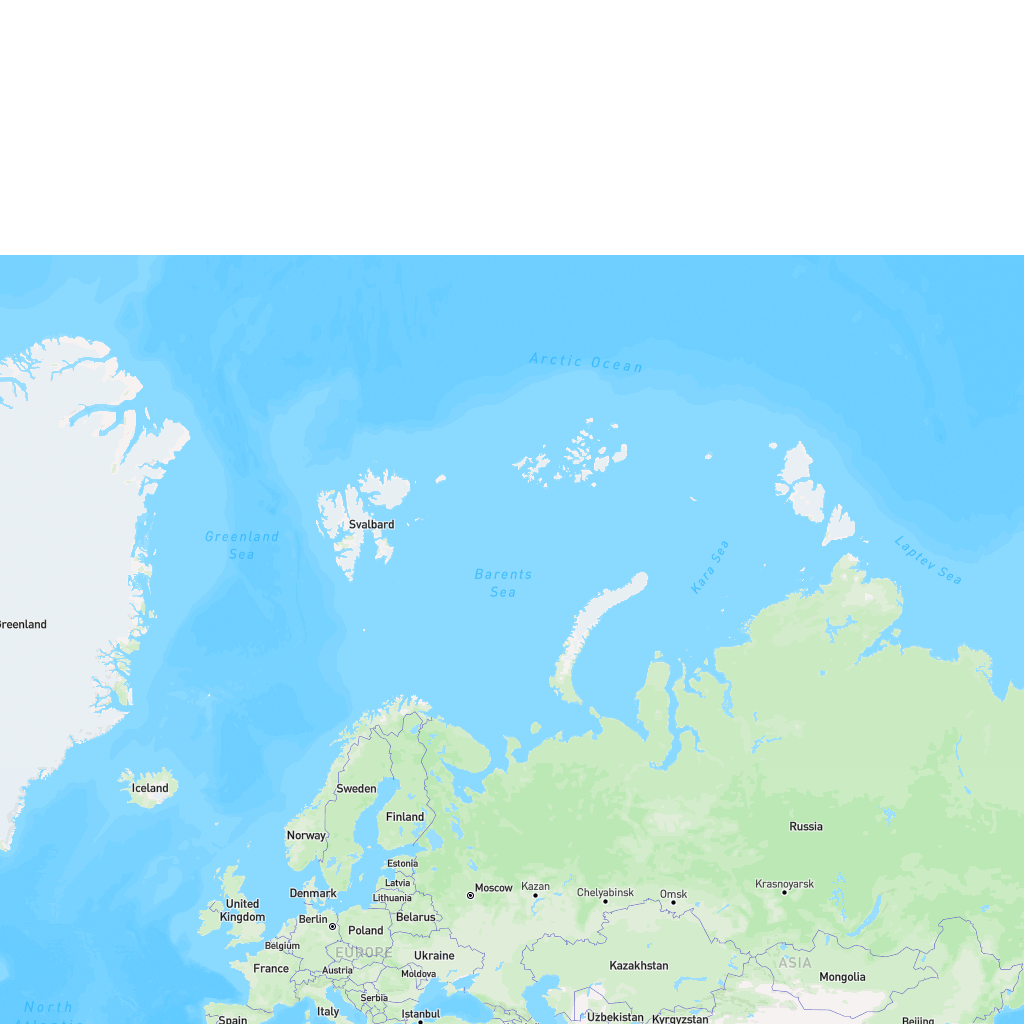 Arctic Ocean
Svalbard
Greenland
Sea
Laptev Sea
Kara Sea
Barents
Sea
Iceland
Sweden
Finland
Norway
Russia
Estonia
Latvia
Lithuania
Denmark
Moscow
Kazan
Chelyabinsk
Omsk
Krasnoyarsk
United
Kingdom
Berlin
Belarus
Poland
Belgium
EUROPE
Ukraine
France
Austria
Moldova
Kazakhstan
ASIA
Mongolia
Serbia
North
Italy
Istanbul
Spain
Uzbekistan
Kyrgyzstan
Beijing